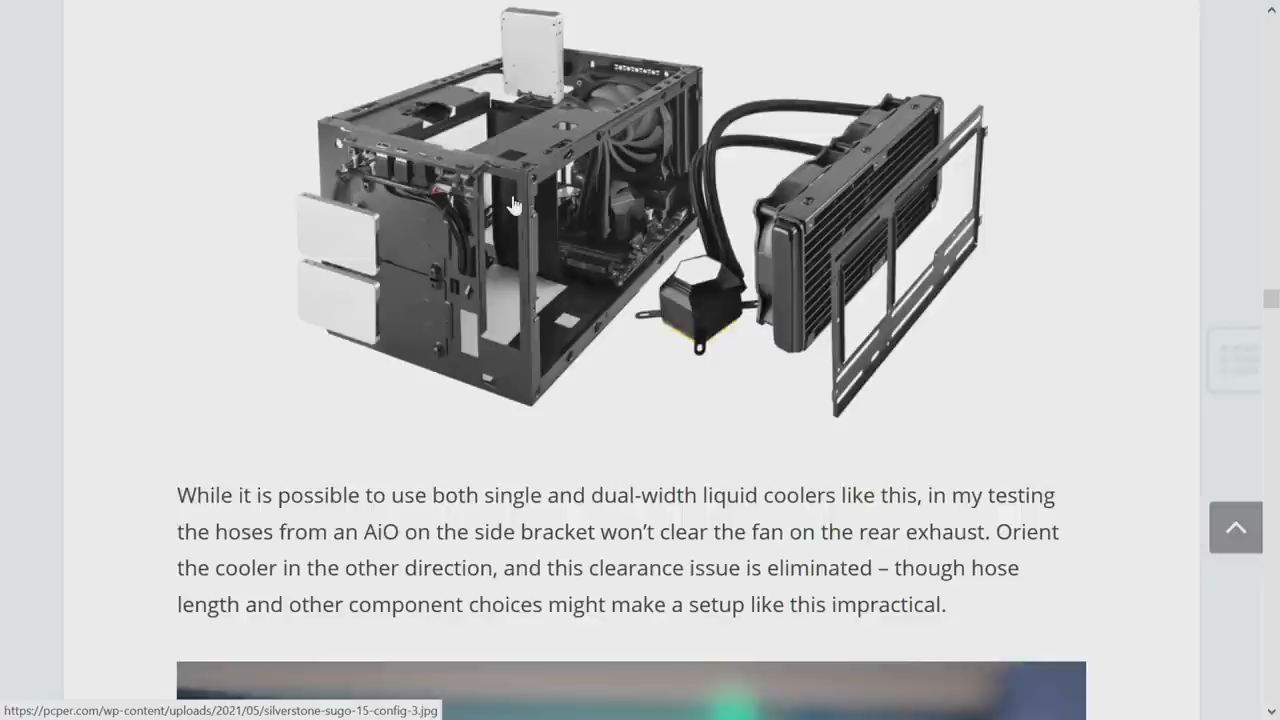 While it is possible to use both single and dual-width liquid coolers like this, in my testing
the hoses from an AiO on the side bracket won’t clear the fan on the rear exhaust. Orient
the cooler in the other direction, and this clearance issue is eliminated – though hose
length and other component choices might make a setup like this impractical.
https://pcper.com/wp-content/uploads/2021/05/silverstone-sugo-15-config-3.jpg